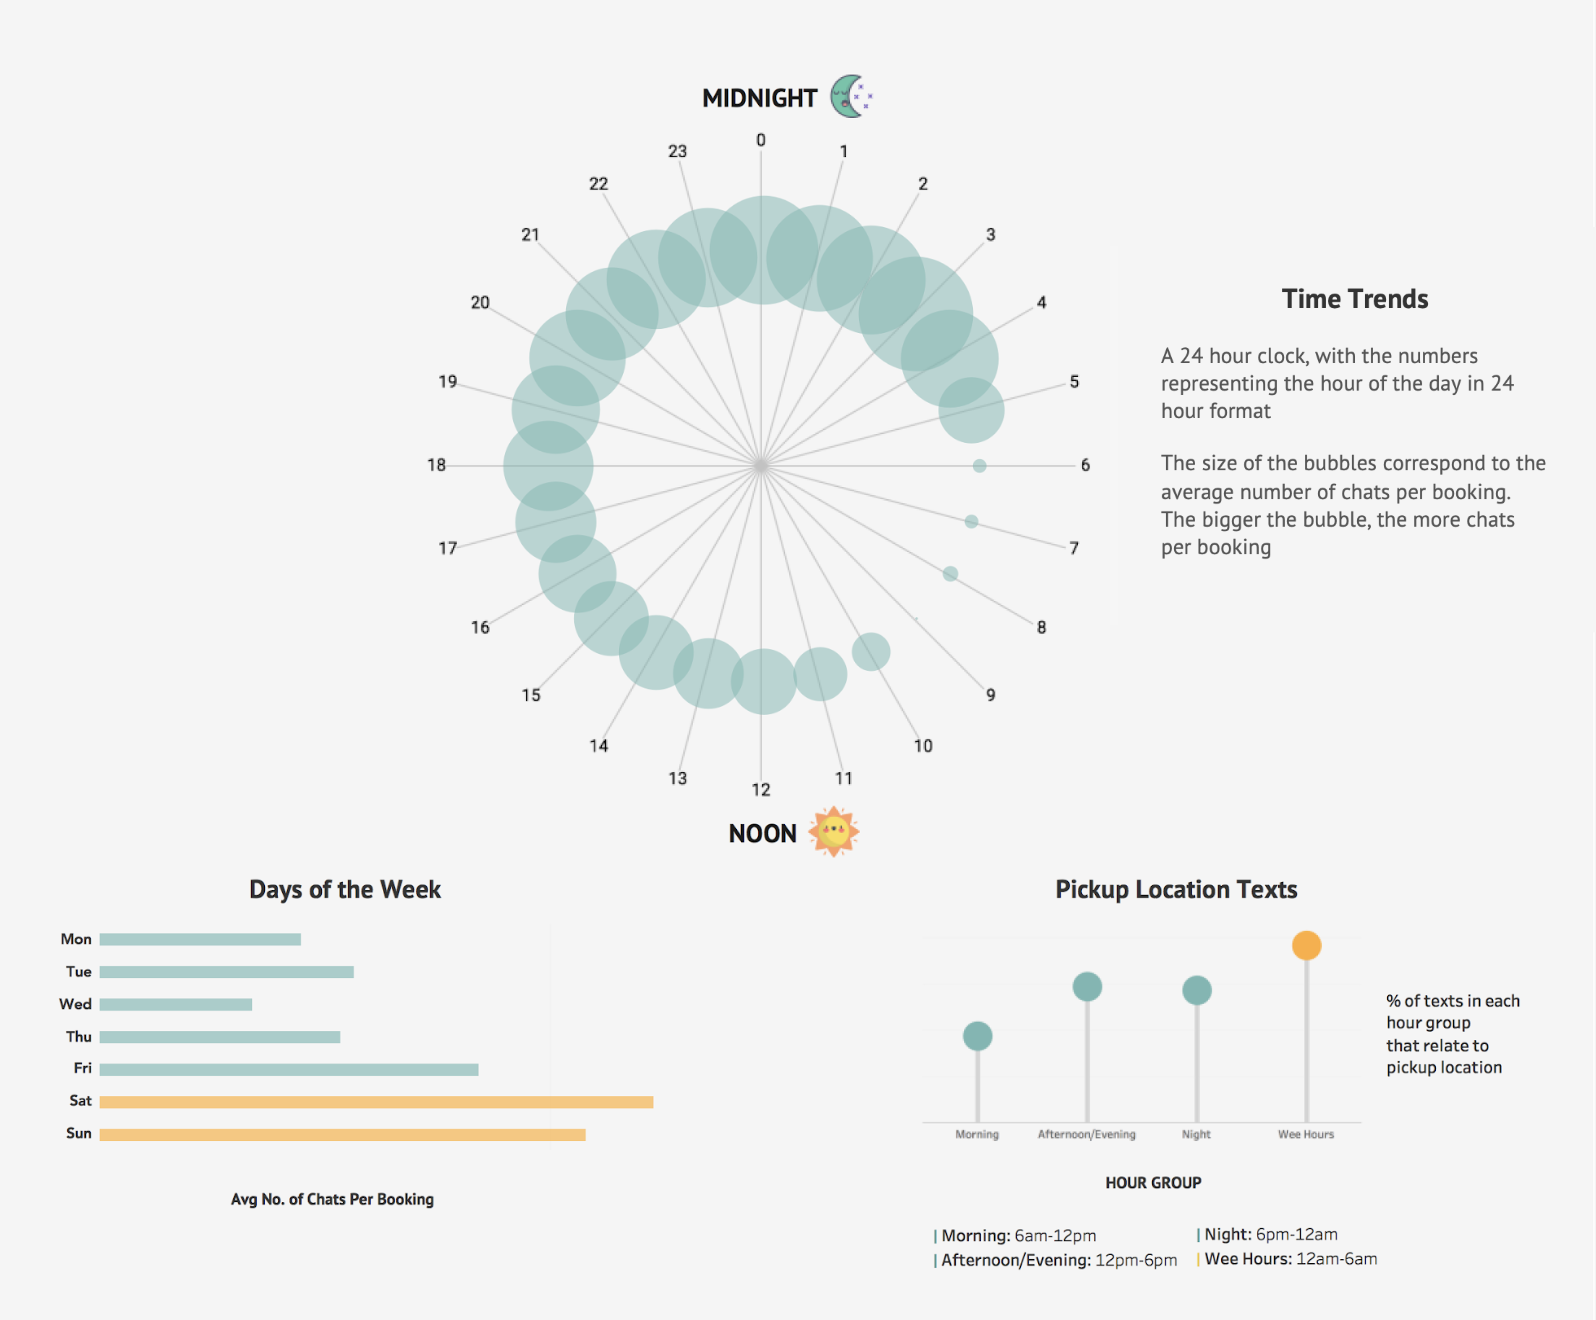 MIDNIGHT
0
1
2
3
4
5
6
7
8
9
10
11
12
13
14
15
16
17
18
19
20
21
22
23
NOON
Time Trends
A 24 hour clock, with the numbers
representing the hour of the day in 24
hour format
The size of the bubbles correspond to the
average number of chats per booking.
The bigger the bubble, the more chats
per booking
Days of the Week
Mon
Tue
Wed
Thu
Fri
Sat
Sun
Avg No. of Chats Per Booking
Pickup Location Texts
% of texts in each
hour group
that relate to
pickup location
Morning
Afternoon/Evening
Night
Wee Hours
HOUR GROUP
Morning: 6am-12pm
Afternoon/Evening: 12pm-6pm
Night: 6pm-12am
Wee Hours: 12am-6am